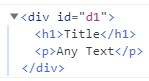 ▼<div id="d1">
<h1>Title</h1>
<p>Any Text</p>
</div>